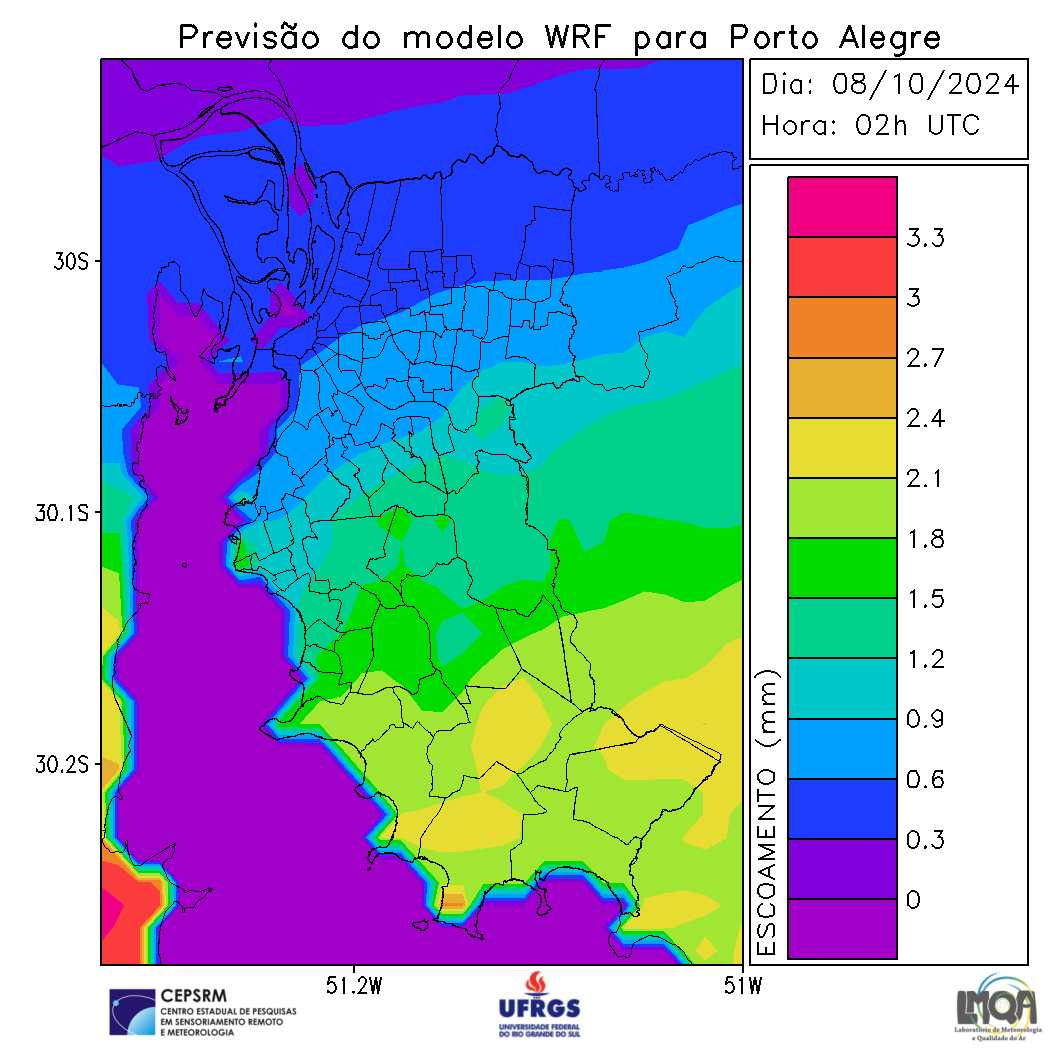 Previsão do modelo WRF para Porto Alegre
Dia: 08/10/2024
Hora: 02h UTC
3.3
3
2.7
2.4
2.1
1.8
1.5
1.2
0.9
0.6
0.3
0
ESCOAMENTO (mm)
30S
30.1S
30.2S
51.2W
51W
CEPSRM
CENTRO ESTADUAL DE PESQUISAS
EM SENSORIAMENTO REMOTO
E METEOROLOGIA
UFRGS
UNIVERSIDADE FEDERAL
DO RIO GRANDE DO SUL
LMQA
Laboratório de Meteorologia
e Qualidade do Ar